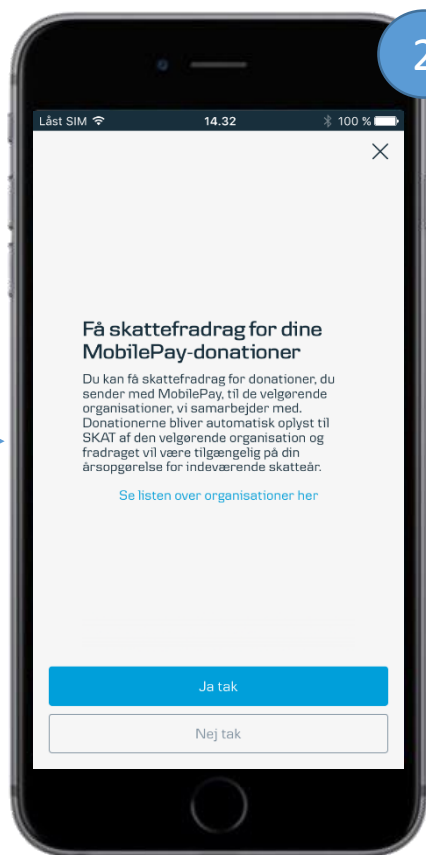 2
Låst SIM 14.32 100 %
Få skattefradrag for dine
MobilePay-donationer
Du kan få skattefradrag for donationer, du
sender med MobilePay, til de velgørende
organisationer, vi samarbejder med.
Donationerne bliver automatisk oplyst til
SKAT af den velgørende organisation og
fradraget vil være tilgængelig på din
årsopgørelse for indeværende skatteår.
Se listen over organisationer her
Ja tak
Nej tak